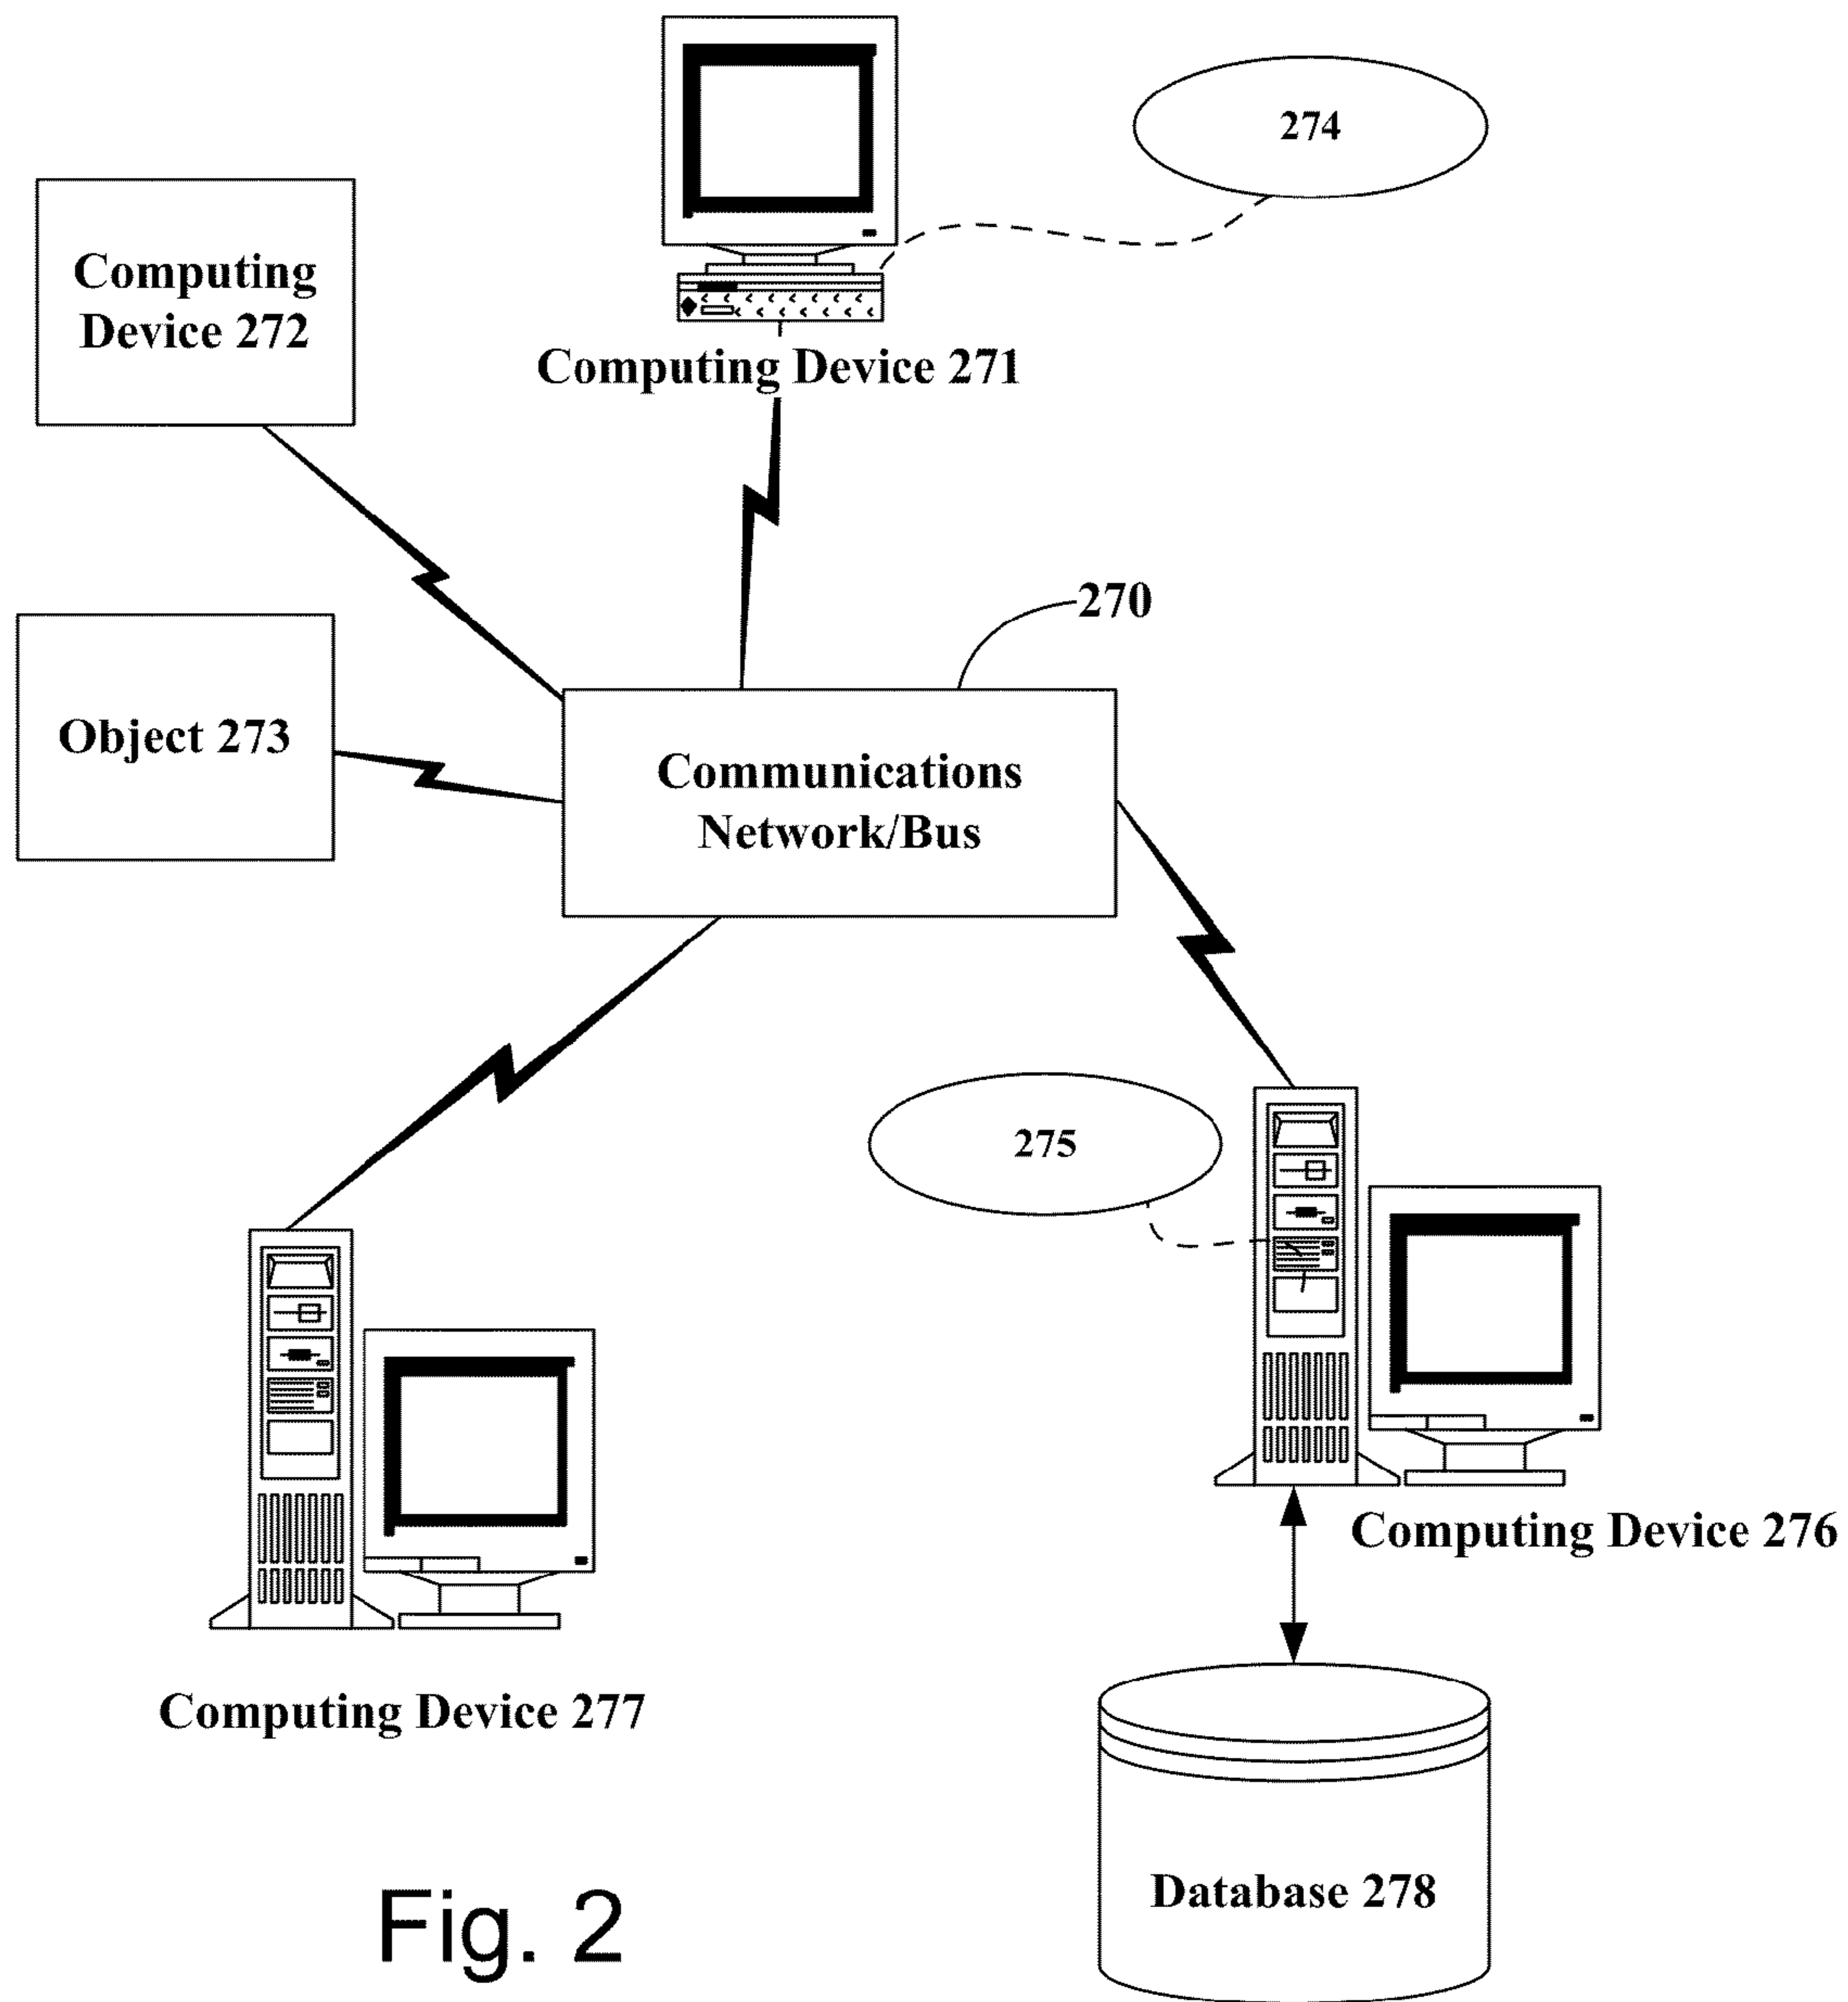 274
Computing
Device 272
Computing Device 271
270
Object 273
Communications
Network/Bus
275
Computing Device 276
Computing Device 277
Database 278
Fig. 2